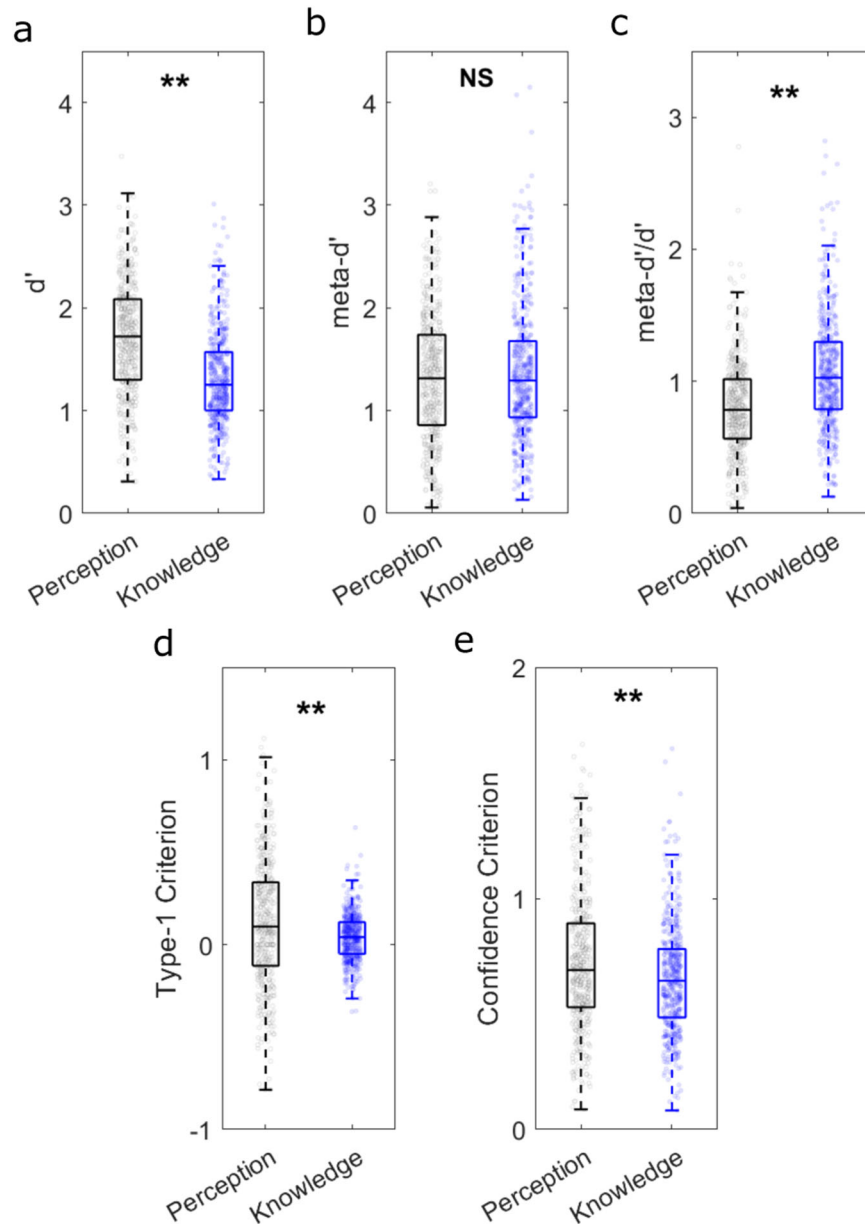 a
**
d'
4
3
2
1
0
Perception
Knowledge
b
NS
meta-d'
4
3
2
1
0
Perception
Knowledge
c
**
meta-d'/d'
3
2
1
0
Perception
Knowledge
d
**
Type-1 Criterion
1
0
-1
Perception
Knowledge
e
**
Confidence Criterion
2
1
0
Perception
Knowledge